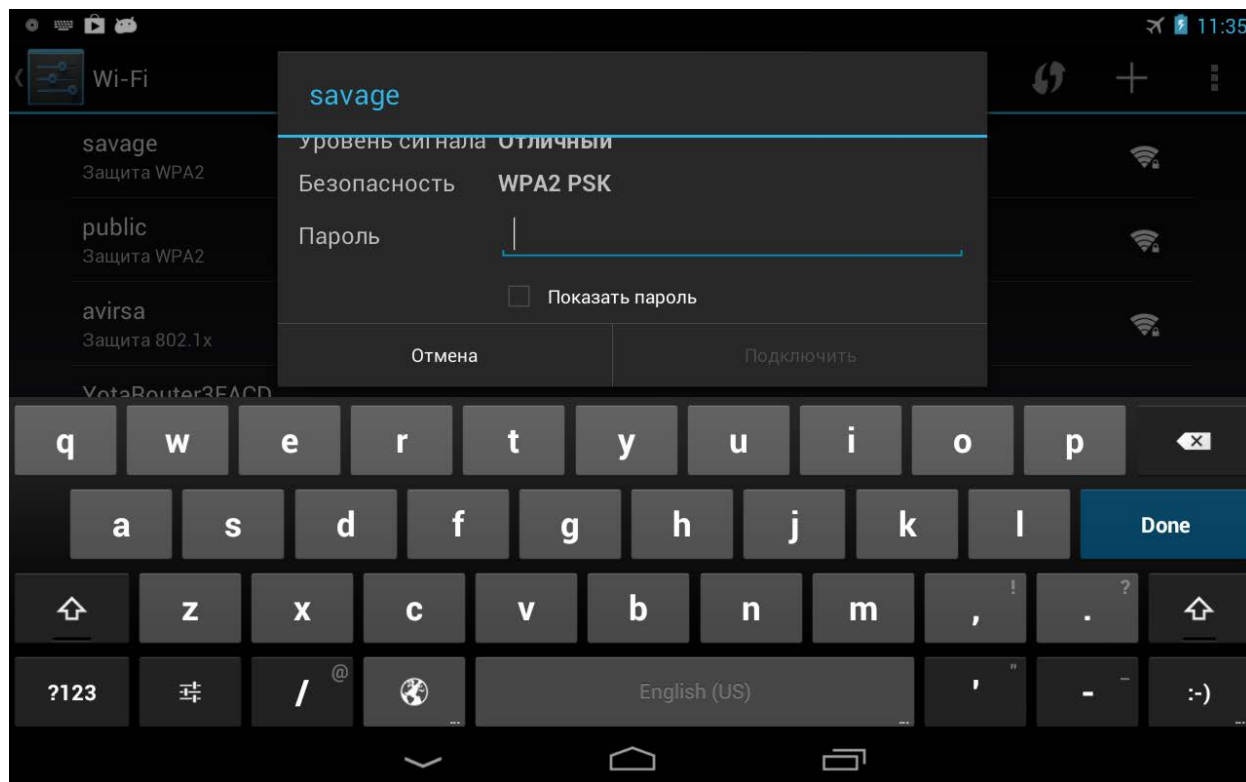 11:35
Wi-Fi
savage
savage
Защита WPA2
Уровень сигнала Отличный
Безопасность WPA2 PSK
public
Защита WPA2
Пароль
Показать пароль
avirsa
Защита 802.1x
Отмена Подключить
YotaRouter3EACD
q w e r t y u i o p
a s d f g h j k l Done
z x c v b n m , ! . ?
?123 / @ English (US) ' " - _ :-)